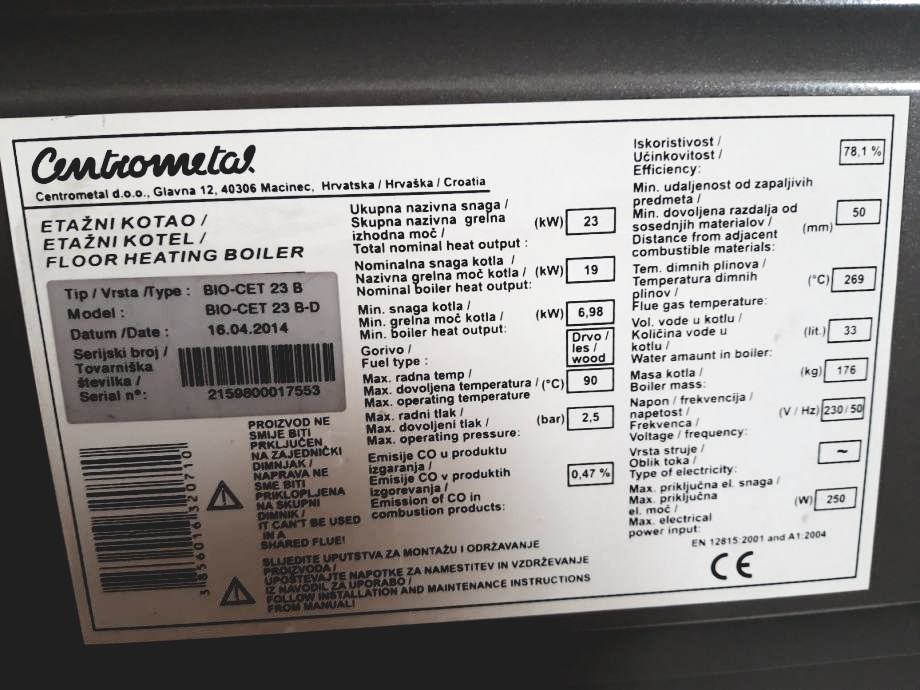 Centrometal
Centrometal d.o.o., Glavna 12, 40306 Macinec, Hrvatska / Hrvaška / Croatia
ETAŽNI KOTAO /
ETAŽNI KOTEL /
FLOOR HEATING BOILER
Tip / Vrsta /Type : BIO-CET 23 B
Model : BIO-CET 23 B-D
Datum /Date : 16.04.2014
Serijski broj /
Tovarniška
številka /
Serial n°: 2159800017553
3 856016 320710
PROIZVOD NE
SMIJE BITI
PRKLJUČEN
NA ZAJEDNIČKI
DIMNJAK /
NAPRAVA NE
SME BITI
PRIKLOPLJENA
NA SKUPNI
DIMNIK /
IT CAN'T BE USED
IN A
SHARED FLUE!
SLIJEDITE UPUTSTVA ZA MONTAŽU I ODRŽAVANJE
PROIZVODA /
UPOŠTEVAJTE NAPOTKE ZA NAMESTITEV IN VZDRŽEVANJE
IZ NAVODIL ZA UPORABO /
FOLLOW INSTALLATION AND MAINTENANCE INSTRUCTIONS
FROM MANUAL!
Ukupna nazivna snaga /
Skupna nazivna grelna
izhodna moč / (kW) 23
Total nominal heat output :
Nominalna snaga kotla /
Nazivna grelna moč kotla / (kW) 19
Nominal boiler heat output:
Min. snaga kotla /
Min. grelna moč kotla / (kW) 6,98
Min. boiler heat output:
Gorivo / Drvo /
Fuel type : les /
wood
Max. radna temp /
Max. dovoljena temperatura / (°C) 90
Max. operating temperature
Max. radni tlak /
Max. dovoljeni tlak / (bar) 2,5
Max. operating pressure:
Emisije CO u produktu
izgaranja /
Emisije CO v produktih 0,47 %
izgorevanja /
Emission of CO in
combustion products:
Iskoristivost /
Učinkovitost / 78,1 %
Efficiency:
Min. udaljenost od zapaljivih
predmeta /
Min. dovoljena razdalja od 50
sosednjih materialov / (mm)
Distance from adjacent
combustible materials:
Tem. dimnih plinova /
Temperatura dimnih (°C) 269
plinov /
Flue gas temperature:
Vol. vode u kotlu /
Količina vode u (lit.) 33
kotlu /
Water amaunt in boiler:
Masa kotla / (kg) 176
Boiler mass:
Napon / frekvencija /
napetost / (V / Hz) 230/50
Frekvenca /
Voltage / frequency:
Vrsta struje /
Oblik toka / ~
Type of electricity:
Max. priključna el. snaga /
Max. priključna (W) 250
el. moč /
Max. electrical
power input:
EN 12815:2001 and A1:2004
CE